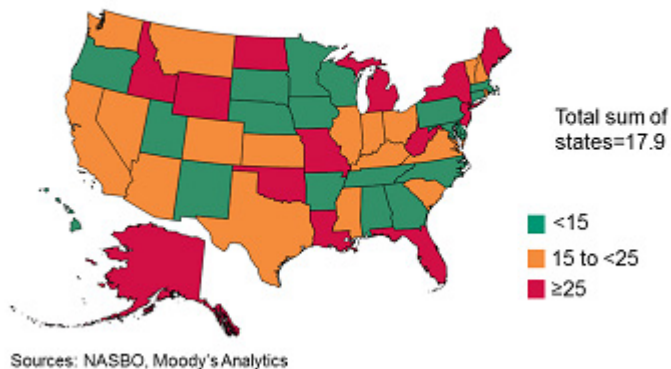 Total sum of
states=17.9
<15
15 to <25
≥25
Sources: NASBO, Moody's Analytics